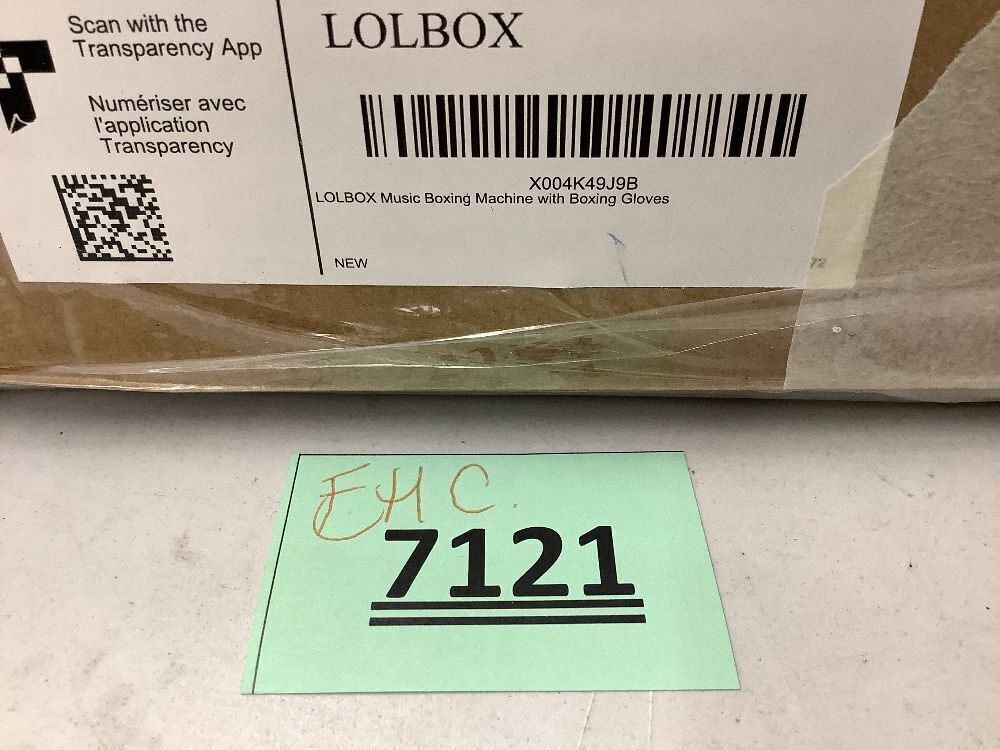 Scan with the
Transparency App
Numériser avec
l'application
Transparency
LOLBOX
X004K49J9B
LOLBOX Music Boxing Machine with Boxing Gloves
NEW
72
EHC.
7121